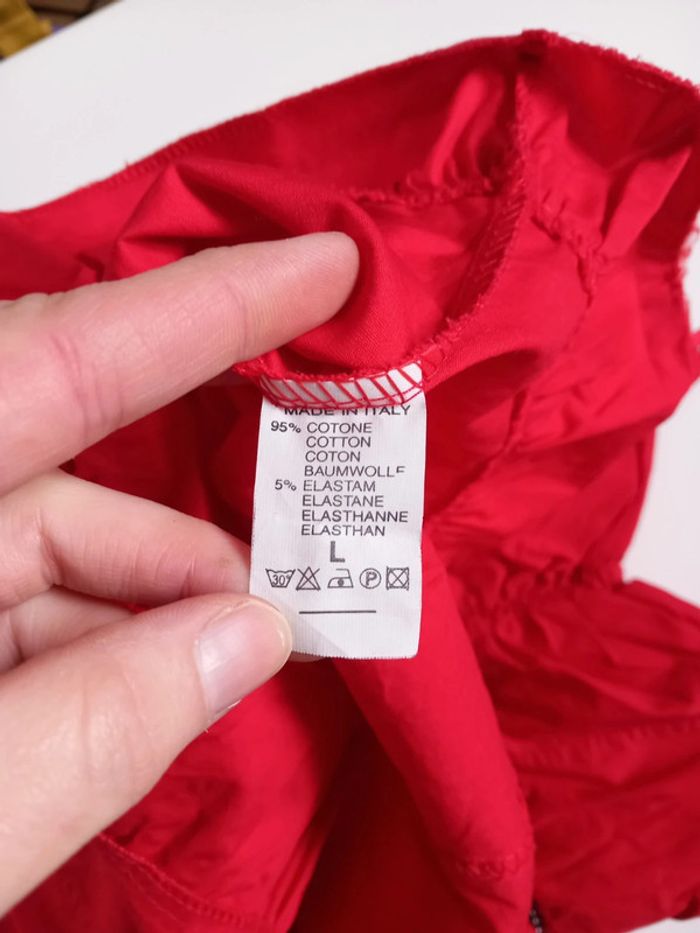 MADE IN ITALY
95% COTONE
COTTON
COTON
BAUMWOLLE
5% ELASTAM
ELASTANE
ELASTHANNE
ELASTHAN
L
30° P